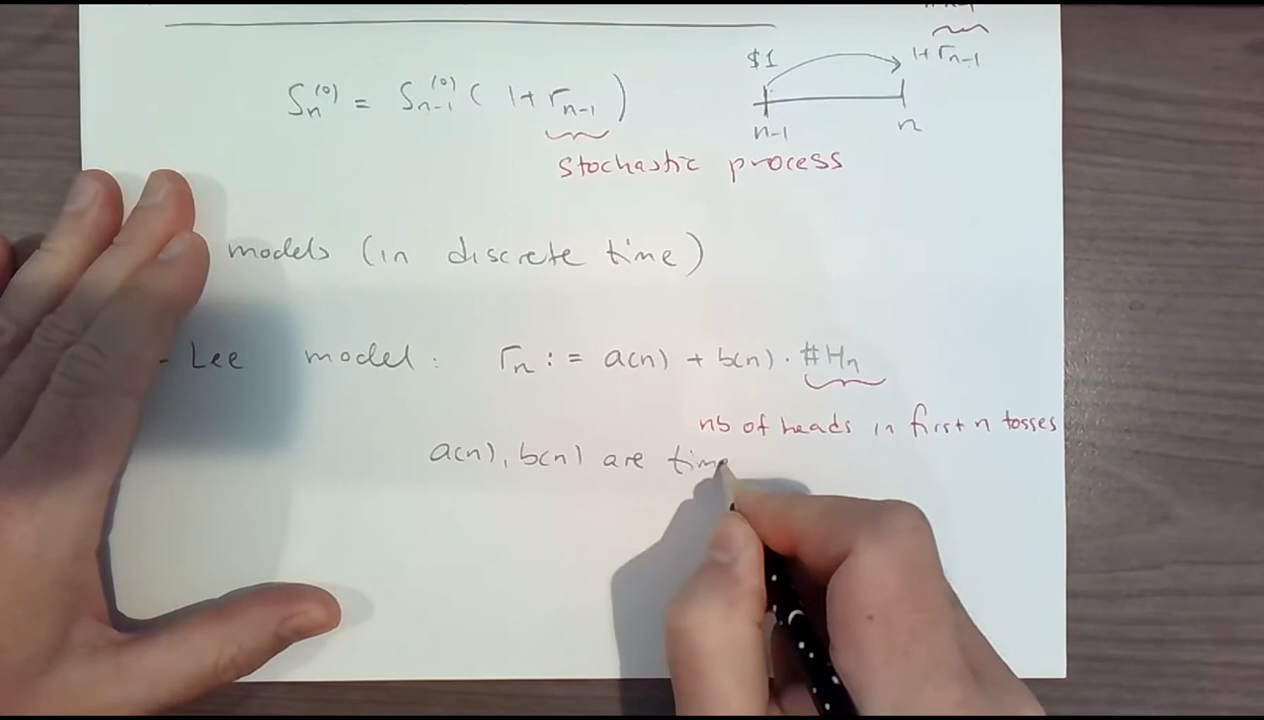 $1 1+r_{n-1}
S_n^{(0)} = S_{n-1}^{(0)} ( 1+r_{n-1} )
n-1 n
stochastic process
models (in discrete time)
- Lee model : r_n := a(n) + b(n) · #H_n
nb of heads in first n tosses
a(n), b(n) are time